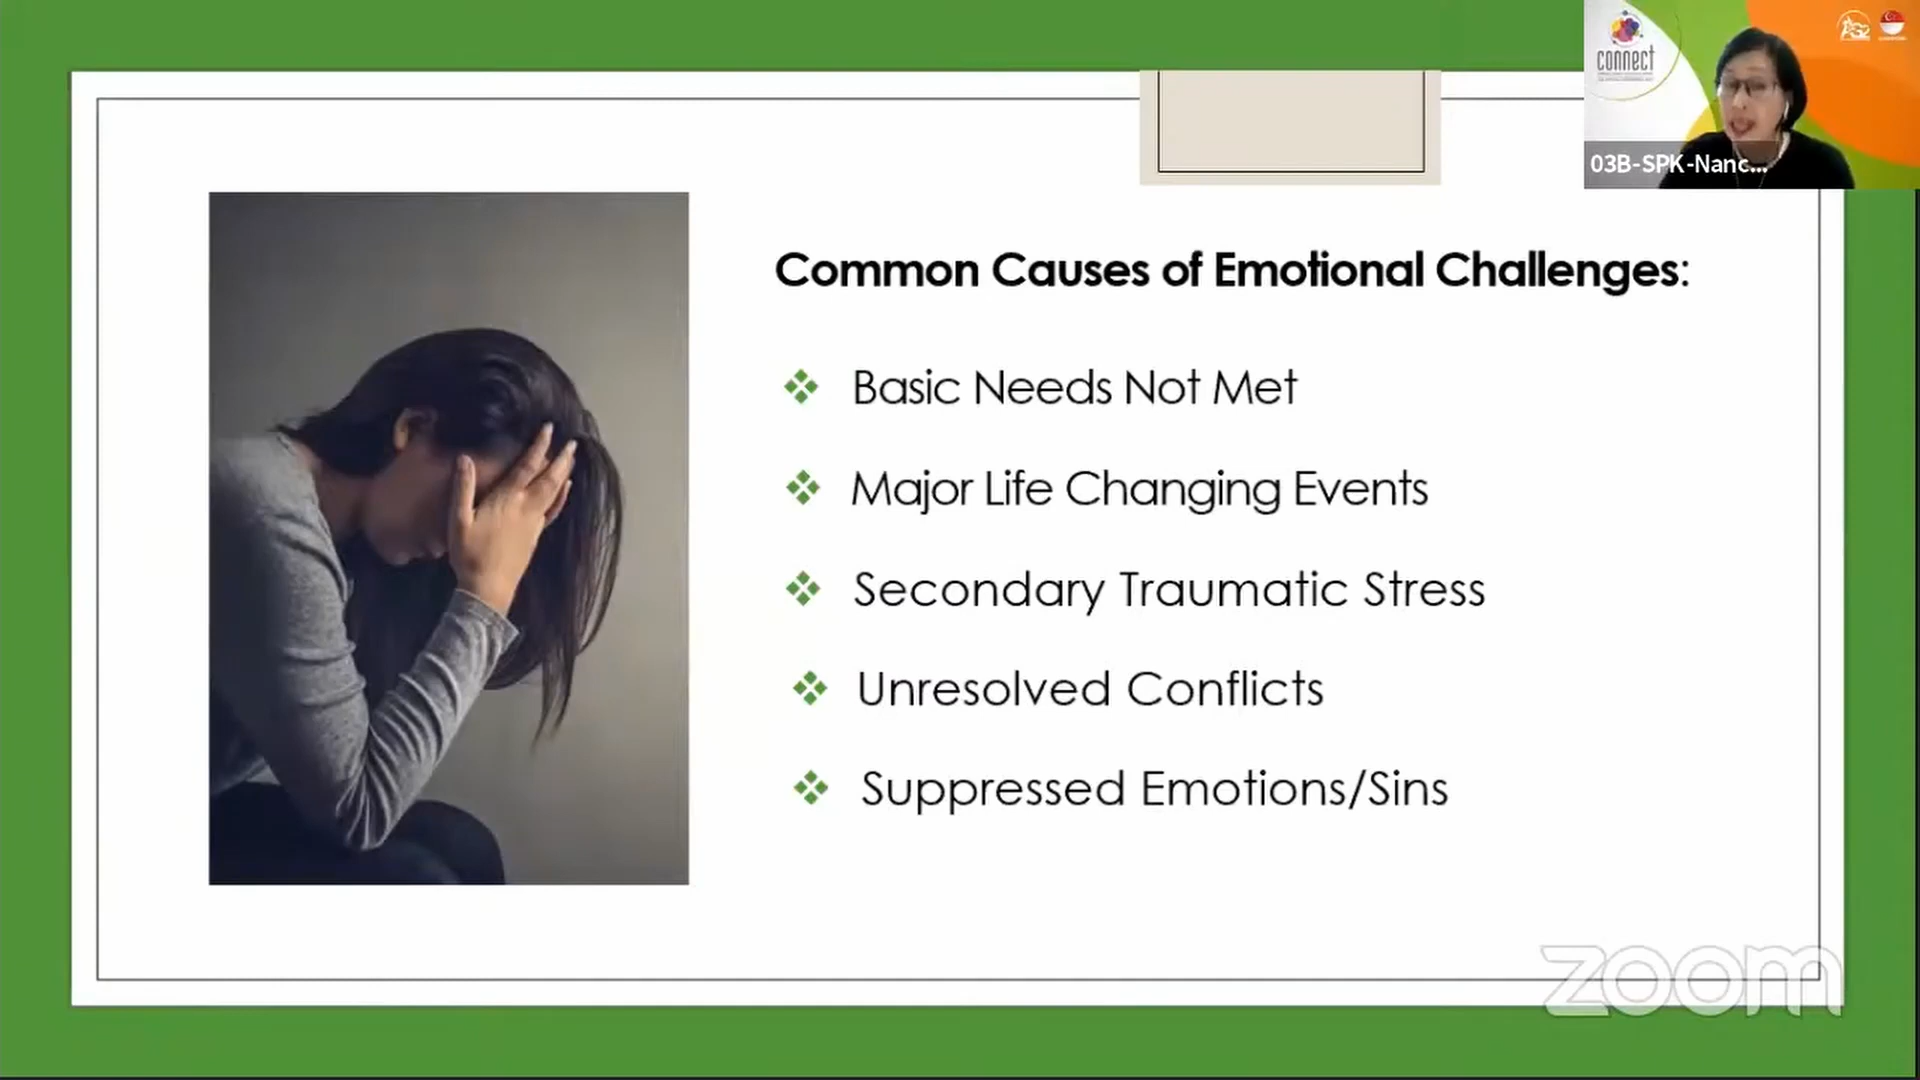 connect
03B-SPK-Nanc...
Common Causes of Emotional Challenges:
Basic Needs Not Met
Major Life Changing Events
Secondary Traumatic Stress
Unresolved Conflicts
Suppressed Emotions/Sins
zoom